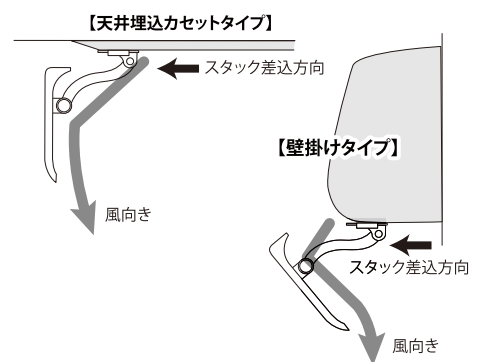 【天井埋込カセットタイプ】
スタック差込方向
風向き
【壁掛けタイプ】
スタック差込方向
風向き